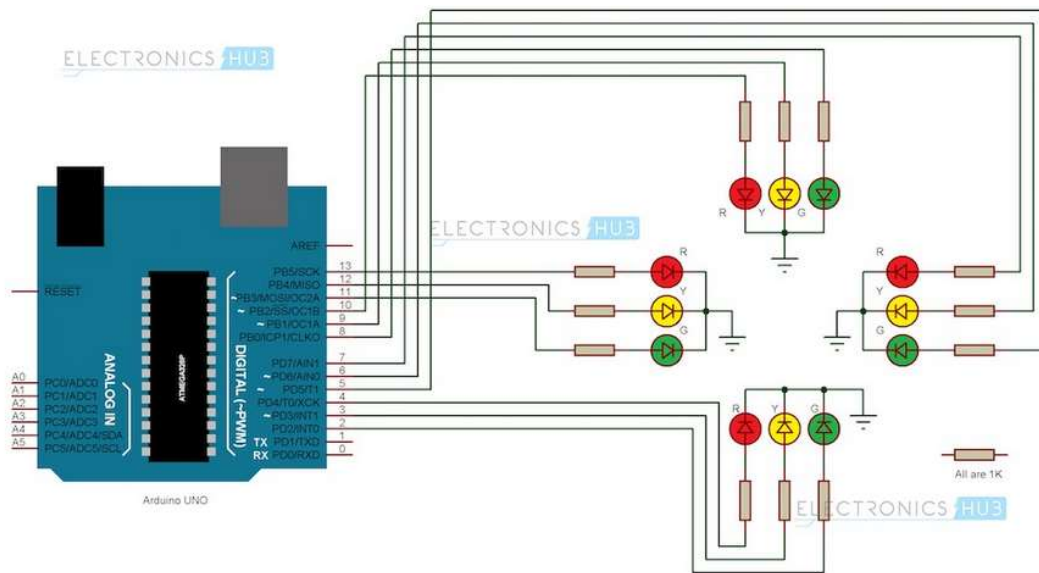 ELECTRONICS HUB
R Y G
ELECTRONICS HUB
AREF
PB5/SCK 13
PB4/MISO 12
~PB3/MOSI/OC2A 11
~ PB2/SS/OC1B 10
~ PB1/OC1A 9
PB0/ICP1/CLKO 8
RESET
PD7/AIN1 7
~ PD6/AIN0 6
~ PD5/T1 5
PD4/T0/XCK 4
~ PD3/INT1 3
PD2/INT0 2
TX PD1/TXD 1
RX PD0/RXD 0
A0 PC0/ADC0
A1 PC1/ADC1
A2 PC2/ADC2
A3 PC3/ADC3
A4 PC4/ADC4/SDA
A5 PC5/ADC5/SCL
ANALOG IN
ATMEGA328P
DIGITAL (~PWM)
Arduino UNO
R
Y
G
R
Y
G
R Y G
All are 1K
ELECTRONICS HUB